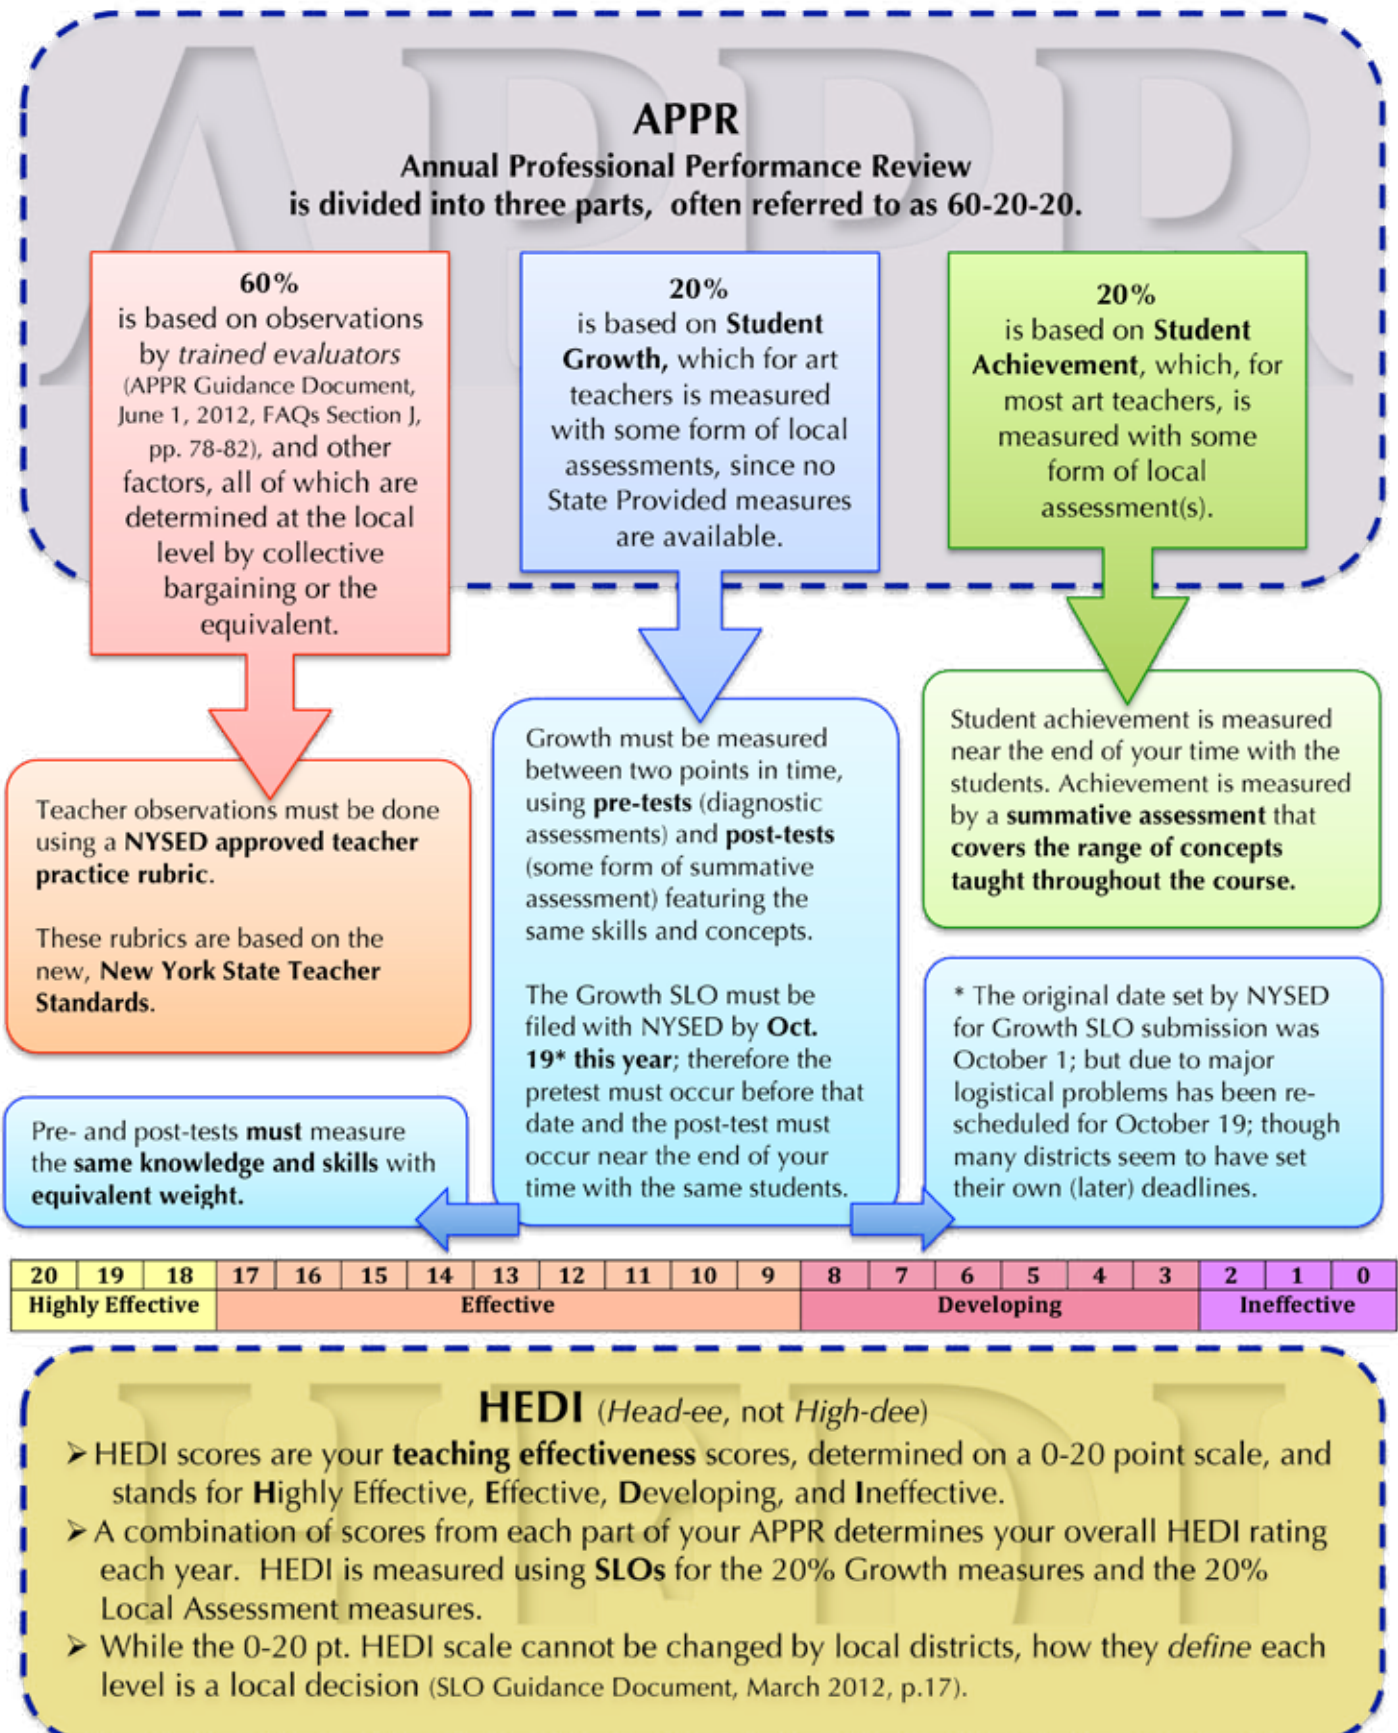 APPR
APPR
Annual Professional Performance Review
is divided into three parts, often referred to as 60-20-20.
60%
is based on observations
by trained evaluators
(APPR Guidance Document,
June 1, 2012, FAQs Section J,
pp. 78-82), and other
factors, all of which are
determined at the local
level by collective
bargaining or the
equivalent.
20%
is based on Student
Growth, which for art
teachers is measured
with some form of local
assessments, since no
State Provided measures
are available.
20%
is based on Student
Achievement, which, for
most art teachers, is
measured with some
form of local
assessment(s).
Teacher observations must be done
using a NYSED approved teacher
practice rubric.
These rubrics are based on the
new, New York State Teacher
Standards.
Growth must be measured
between two points in time,
using pre-tests (diagnostic
assessments) and post-tests
(some form of summative
assessment) featuring the
same skills and concepts.
The Growth SLO must be
filed with NYSED by Oct.
19* this year; therefore the
pretest must occur before that
date and the post-test must
occur near the end of your
time with the same students.
Student achievement is measured
near the end of your time with the
students. Achievement is measured
by a summative assessment that
covers the range of concepts
taught throughout the course.
* The original date set by NYSED
for Growth SLO submission was
October 1; but due to major
logistical problems has been re-
scheduled for October 19; though
many districts seem to have set
their own (later) deadlines.
Pre- and post-tests must measure
the same knowledge and skills with
equivalent weight.
20 19 18 17 16 15 14 13 12 11 10 9 8 7 6 5 4 3 2 1 0
Highly Effective Effective Developing Ineffective
HEDI
HEDI (Head-ee, not High-dee)
➢ HEDI scores are your teaching effectiveness scores, determined on a 0-20 point scale, and
stands for Highly Effective, Effective, Developing, and Ineffective.
➢ A combination of scores from each part of your APPR determines your overall HEDI rating
each year. HEDI is measured using SLOs for the 20% Growth measures and the 20%
Local Assessment measures.
➢ While the 0-20 pt. HEDI scale cannot be changed by local districts, how they define each
level is a local decision (SLO Guidance Document, March 2012, p.17).